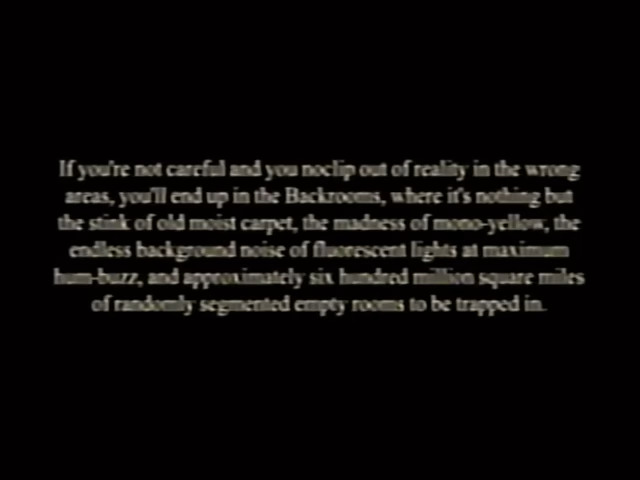 If you're not careful and you noclip out of reality in the wrong
areas, you'll end up in the Backrooms, where it's nothing but
the stink of old moist carpet, the madness of mono-yellow, the
endless background noise of fluorescent lights at maximum
hum-buzz, and approximately six hundred million square miles
of randomly segmented empty rooms to be trapped in.